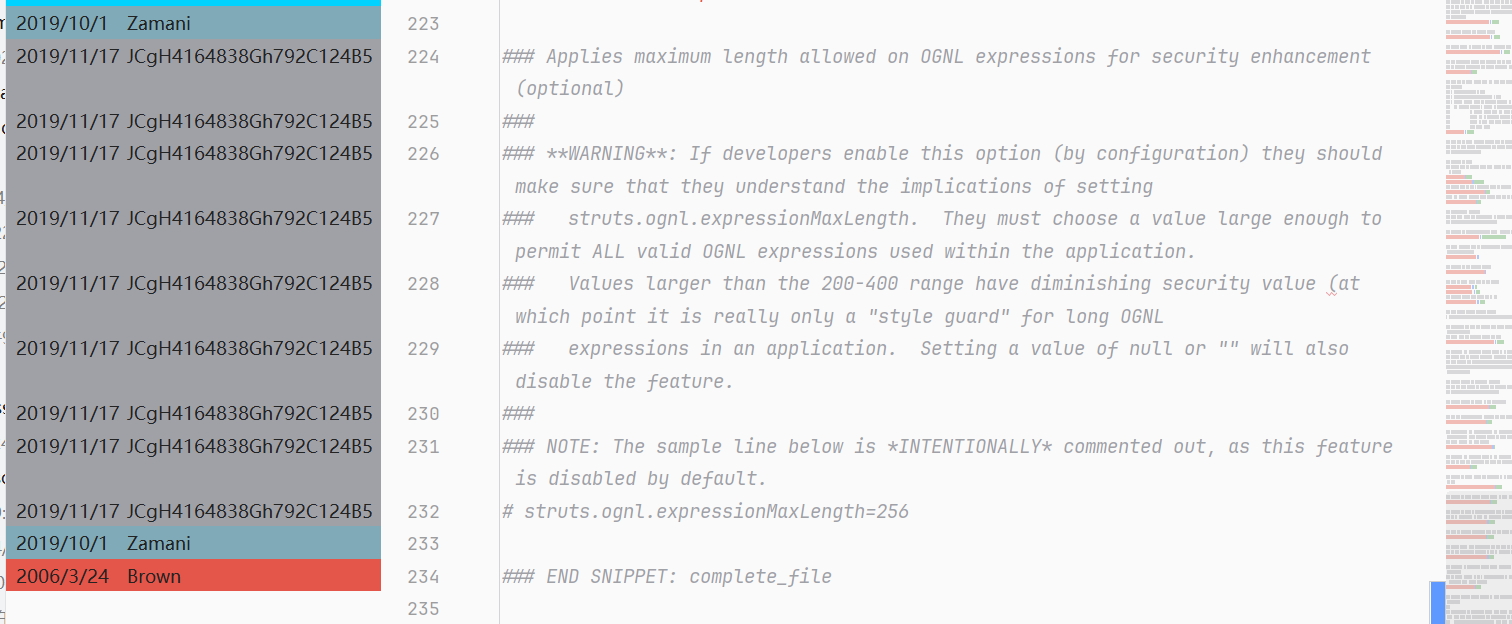 2019/10/1 Zamani 223
2019/11/17 JCgH4164838Gh792C124B5 224 ### Applies maximum length allowed on OGNL expressions for security enhancement
(optional)
2019/11/17 JCgH4164838Gh792C124B5 225 ###
2019/11/17 JCgH4164838Gh792C124B5 226 ### **WARNING**: If developers enable this option (by configuration) they should
make sure that they understand the implications of setting
2019/11/17 JCgH4164838Gh792C124B5 227 ###   struts.ognl.expressionMaxLength.  They must choose a value large enough to
permit ALL valid OGNL expressions used within the application.
2019/11/17 JCgH4164838Gh792C124B5 228 ###   Values larger than the 200-400 range have diminishing security value (at
which point it is really only a "style guard" for long OGNL
2019/11/17 JCgH4164838Gh792C124B5 229 ###   expressions in an application.  Setting a value of null or "" will also
disable the feature.
2019/11/17 JCgH4164838Gh792C124B5 230 ###
2019/11/17 JCgH4164838Gh792C124B5 231 ### NOTE: The sample line below is *INTENTIONALLY* commented out, as this feature
is disabled by default.
2019/11/17 JCgH4164838Gh792C124B5 232 # struts.ognl.expressionMaxLength=256
2019/10/1 Zamani 233
2006/3/24 Brown 234 ### END SNIPPET: complete_file
235